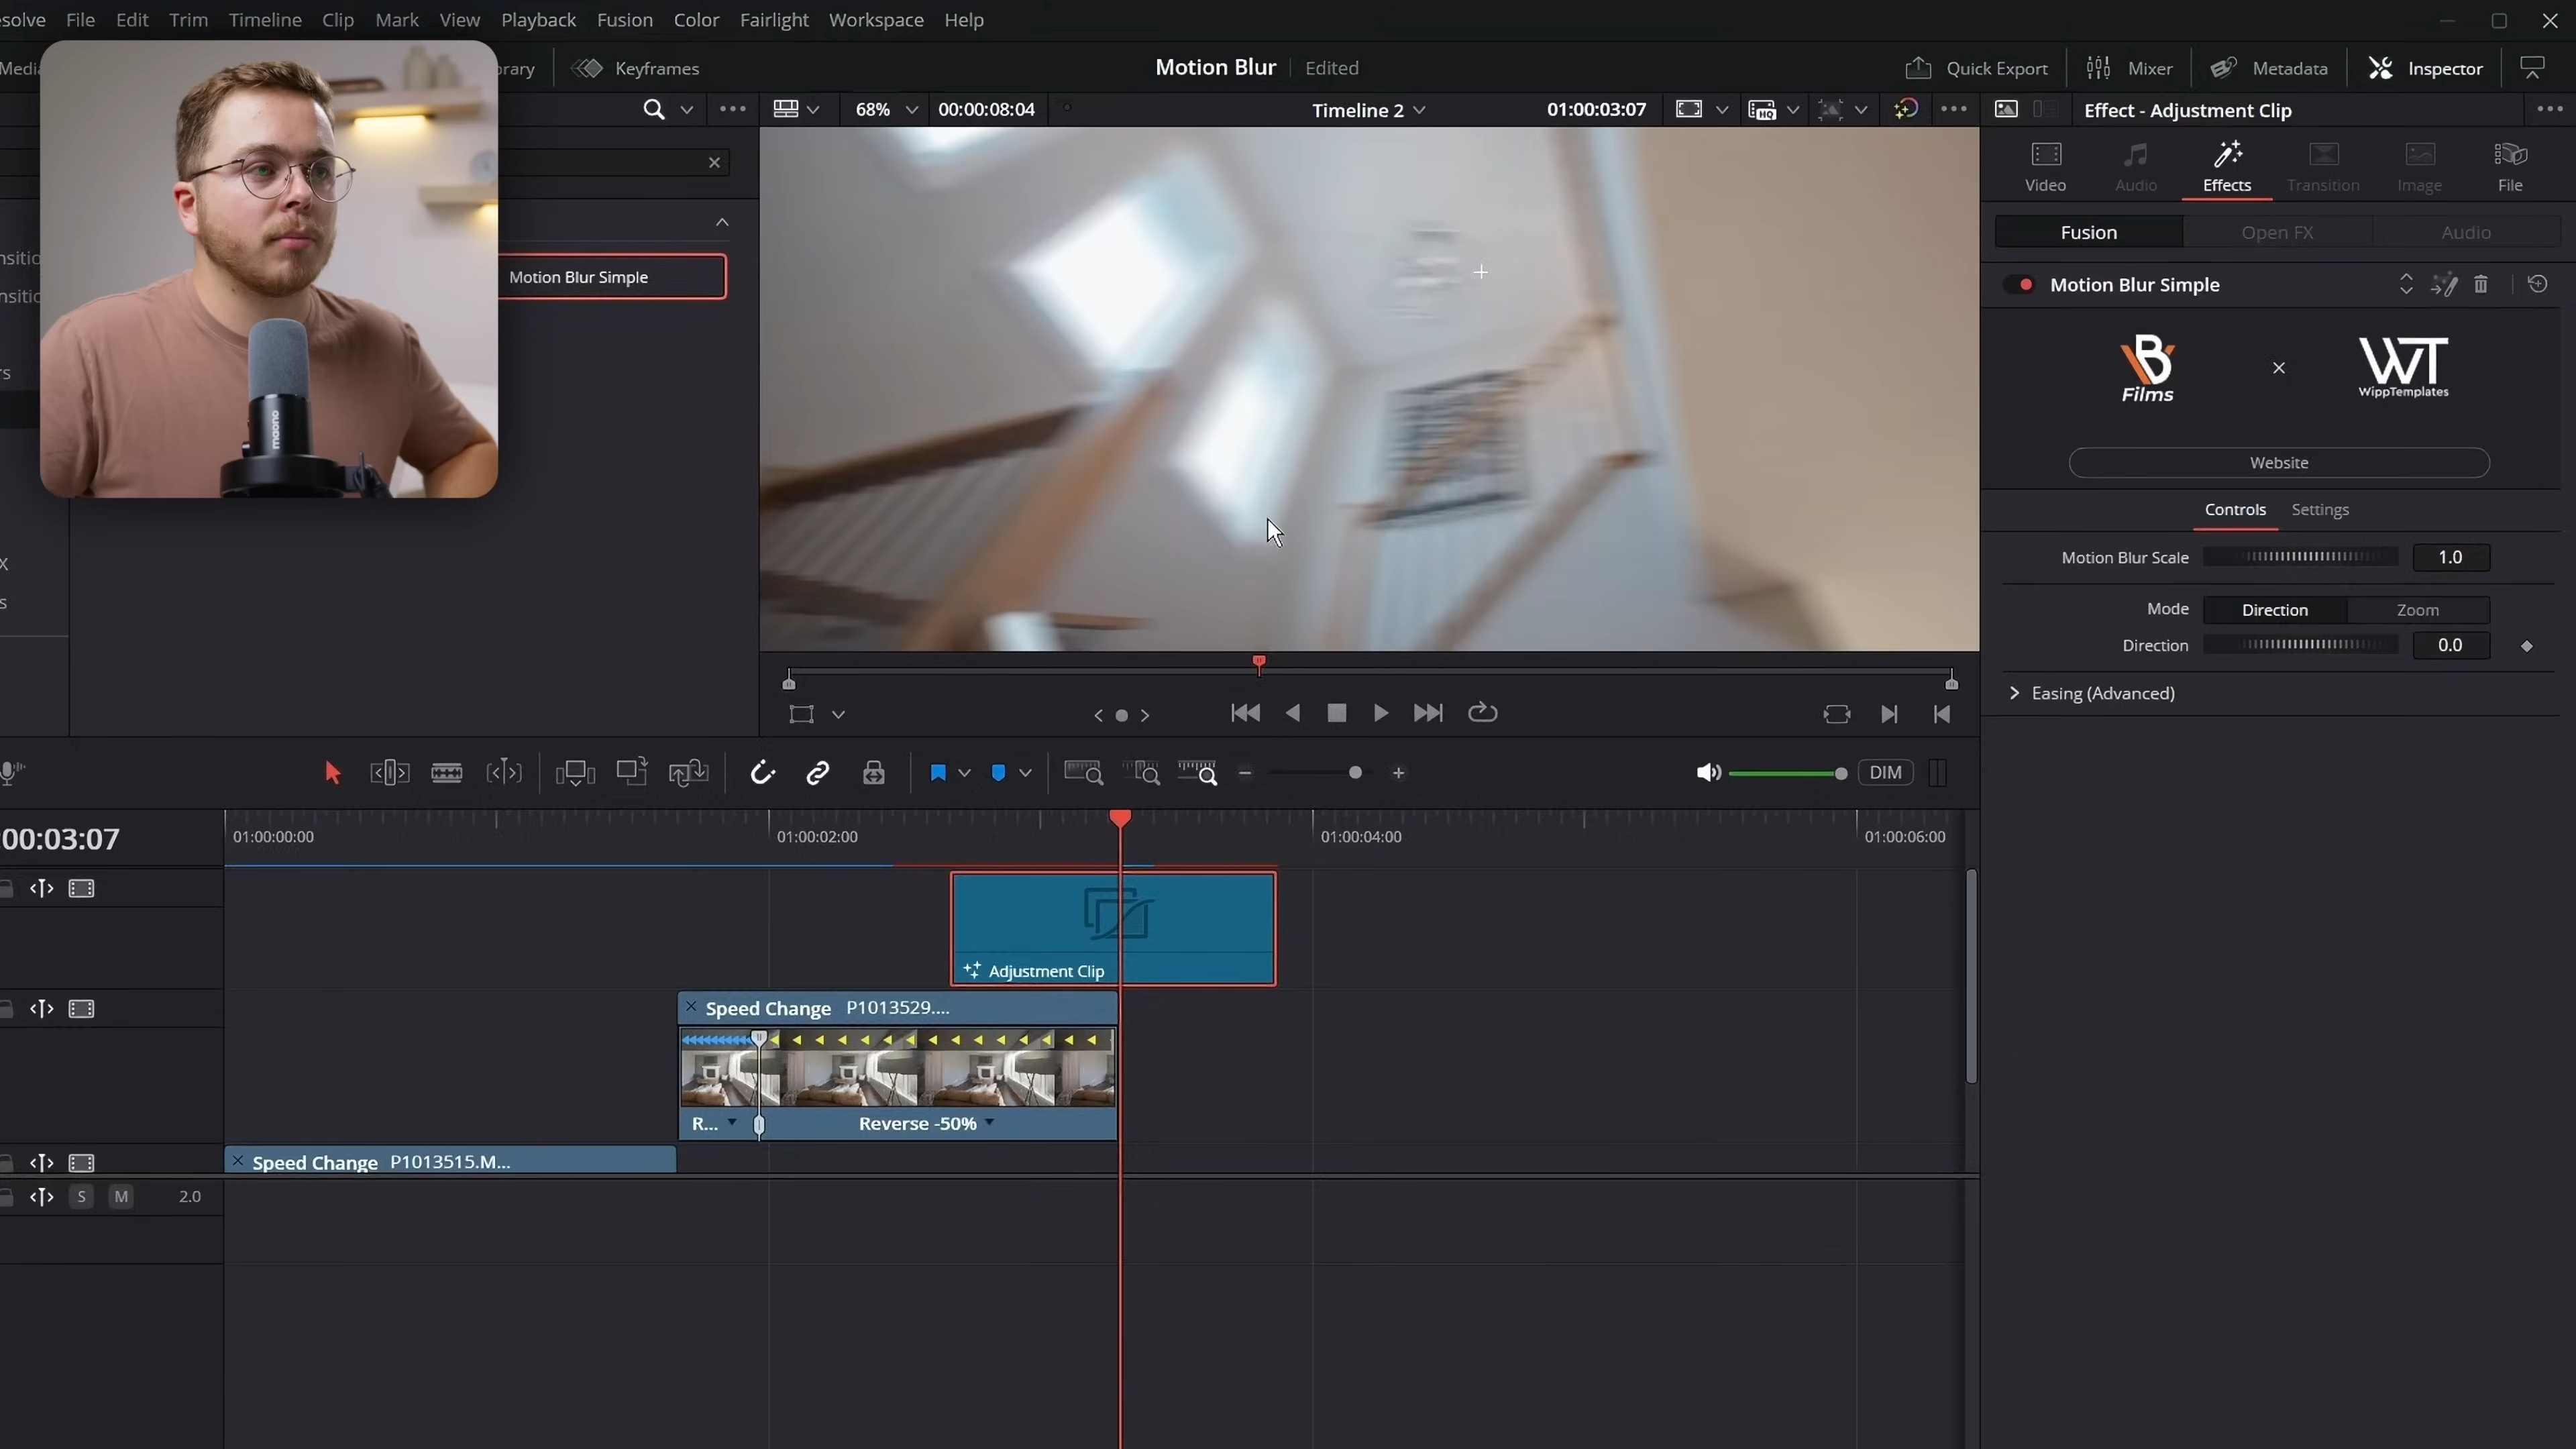 solve File Edit Trim Timeline Clip Mark View Playback Fusion Color Fairlight Workspace Help
Media rary Keyframes Motion Blur Edited Quick Export Mixer Metadata Inspector
68% 00:00:08:04 Timeline 2 01:00:03:07 HQ Effect - Adjustment Clip
Video Audio Effects Transition Image File
Fusion Open FX Audio
nsitio
Motion Blur Simple
nsitic
Motion Blur Simple
VB Films × WT WippTemplates
rs
maono
Website
Controls Settings
Motion Blur Scale 1.0
X
Mode Direction Zoom
s
Direction 0.0
Easing (Advanced)
DIM
00:03:07 01:00:00:00 01:00:02:00 01:00:04:00 01:00:06:00
Adjustment Clip
Speed Change P1013529....
R... Reverse -50%
Speed Change P1013515.M...
S M 2.0